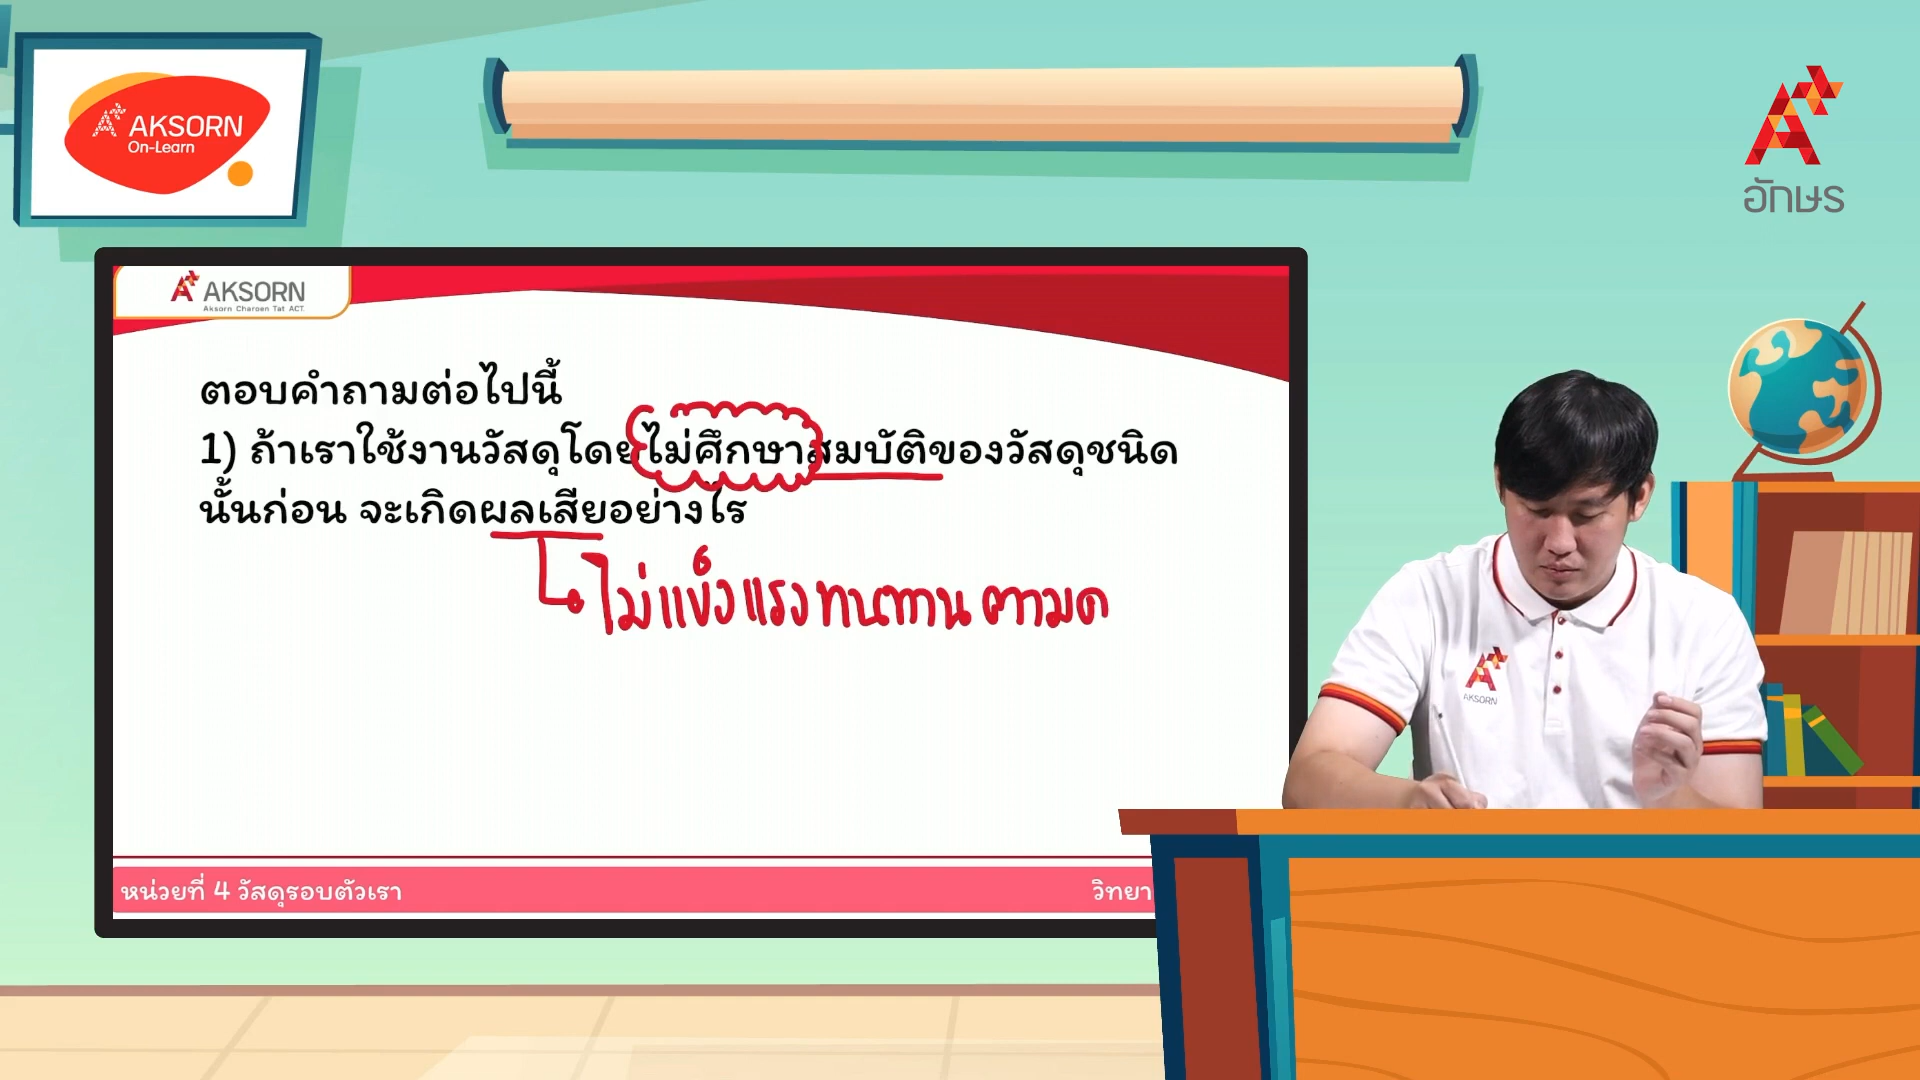 AKSORN
On-Learn
อักษร
AKSORN
Aksorn Charoen Tat ACT.
ตอบคำถามต่อไปนี้
1) ถ้าเราใช้งานวัสดุโดยไม่ศึกษาสมบัติของวัสดุชนิด
นั้นก่อน จะเกิดผลเสียอย่างไร
ไม่แข็งแรงทนทาน ตามค
AKSORN
หน่วยที่ 4 วัสดุรอบตัวเรา
วิทยา